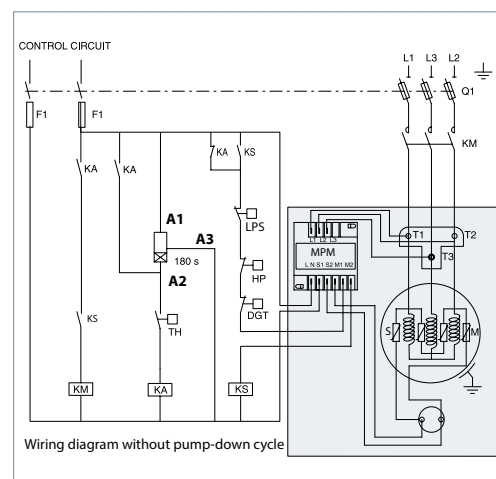 CONTROL CIRCUIT
L1 L3 L2
F1 F1 Q1
KM
KA KA KA KS
A1 LPS
A3
180 s
A2
HP
DGT
TH
L1 L2 L3
MPM
L N S1 S2 M1 M2
T1 T2
T3
KS
S M
KM KA KS
Wiring diagram without pump-down cycle